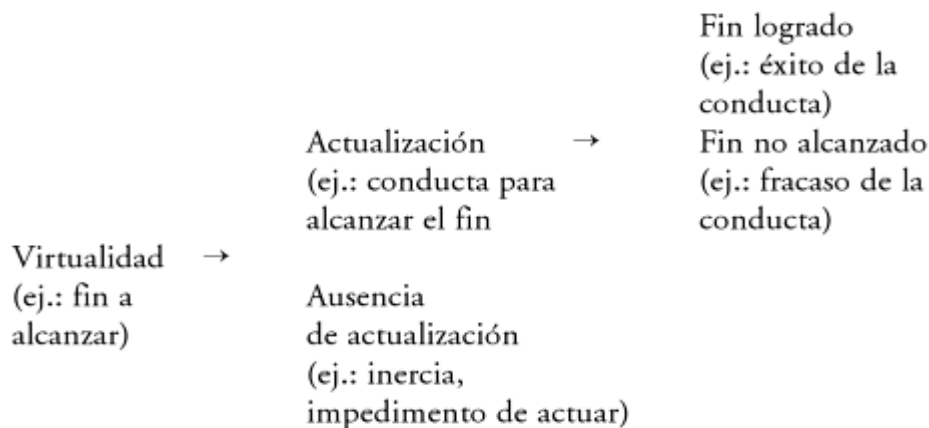 Virtualidad →
(ej.: fin a
alcanzar)
Actualización →
(ej.: conducta para
alcanzar el fin
Ausencia
de actualización
(ej.: inercia,
impedimento de actuar)
Fin logrado
(ej.: éxito de la
conducta)
Fin no alcanzado
(ej.: fracaso de la
conducta)